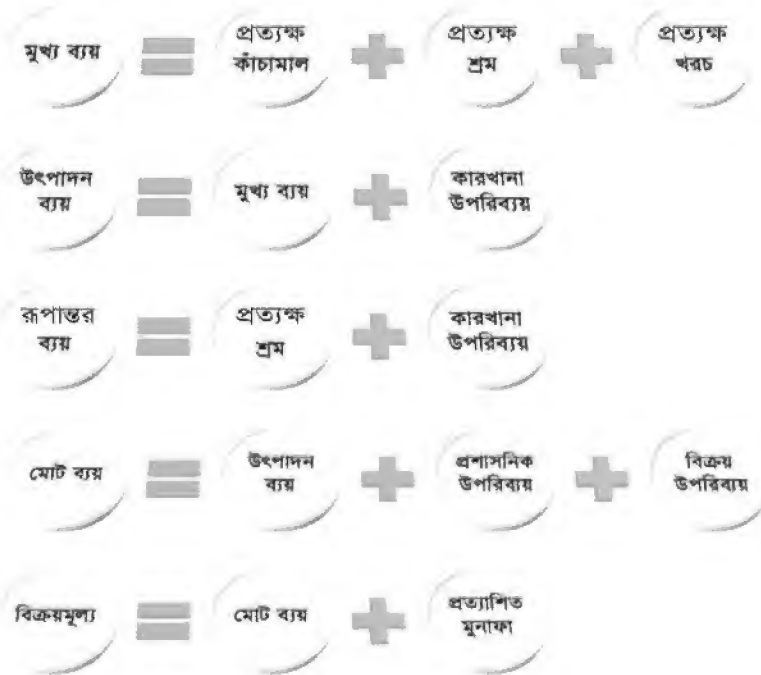 মুখ্য ব্যয় = প্রত্যক্ষ কাঁচামাল + প্রত্যক্ষ শ্রম + প্রত্যক্ষ খরচ
উৎপাদন ব্যয় = মুখ্য ব্যয় + কারখানা উপরিব্যয়
রূপান্তর ব্যয় = প্রত্যক্ষ শ্রম + কারখানা উপরিব্যয়
মোট ব্যয় = উৎপাদন ব্যয় + প্রশাসনিক উপরিব্যয় + বিক্রয় উপরিব্যয়
বিক্রয়মূল্য = মোট ব্যয় + প্রত্যাশিত মুনাফা